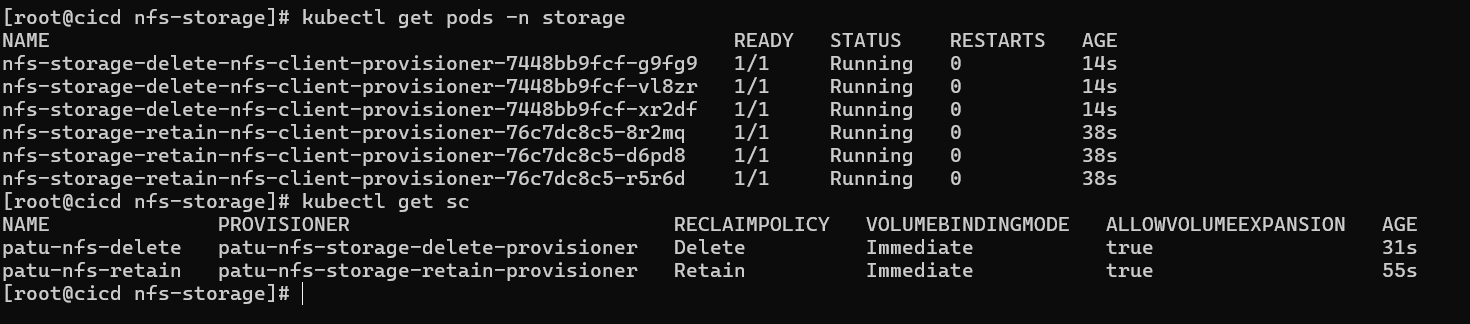 [root@cicd nfs-storage]# kubectl get pods -n storage
NAME                                                          READY   STATUS    RESTARTS   AGE
nfs-storage-delete-nfs-client-provisioner-7448bb9fcf-g9fg9   1/1     Running   0          14s
nfs-storage-delete-nfs-client-provisioner-7448bb9fcf-vl8zr   1/1     Running   0          14s
nfs-storage-delete-nfs-client-provisioner-7448bb9fcf-xr2df   1/1     Running   0          14s
nfs-storage-retain-nfs-client-provisioner-76c7dc8c5-8r2mq    1/1     Running   0          38s
nfs-storage-retain-nfs-client-provisioner-76c7dc8c5-d6pd8    1/1     Running   0          38s
nfs-storage-retain-nfs-client-provisioner-76c7dc8c5-r5r6d    1/1     Running   0          38s
[root@cicd nfs-storage]# kubectl get sc
NAME              PROVISIONER                           RECLAIMPOLICY   VOLUMEBINDINGMODE   ALLOWVOLUMEEXPANSION   AGE
patu-nfs-delete   patu-nfs-storage-delete-provisioner   Delete          Immediate           true                   31s
patu-nfs-retain   patu-nfs-storage-retain-provisioner   Retain          Immediate           true                   55s
[root@cicd nfs-storage]#